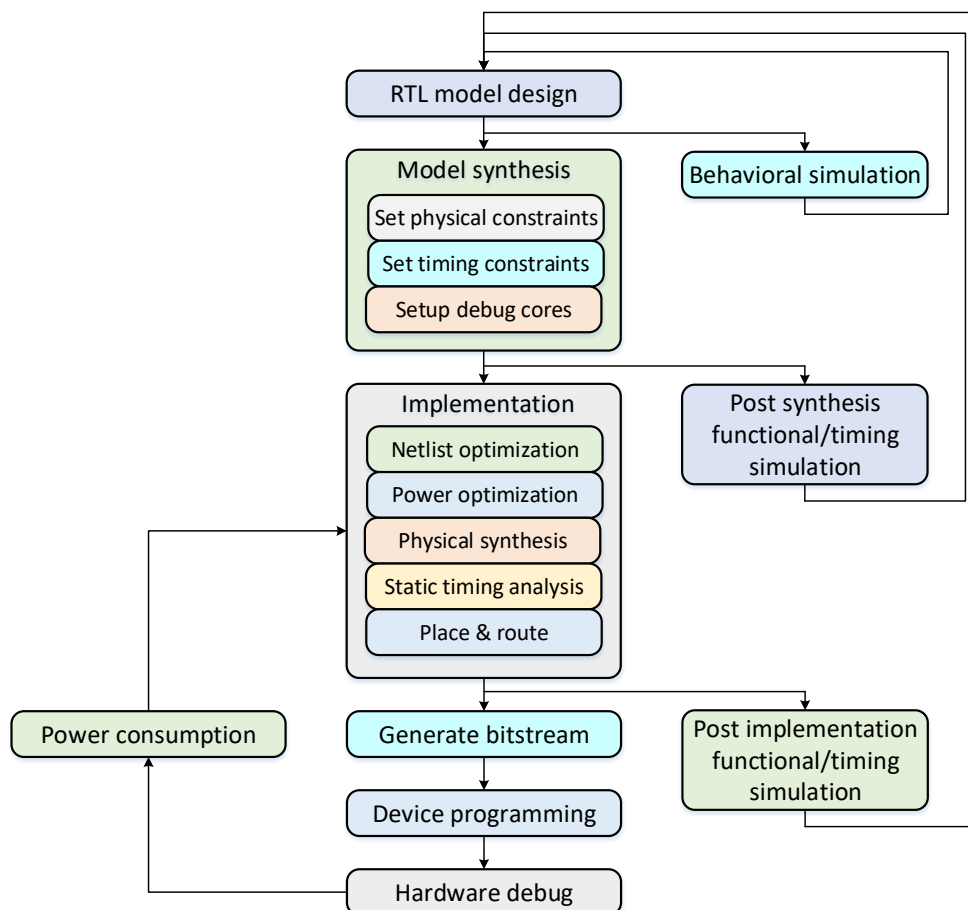 RTL model design
Model synthesis
Behavioral simulation
Set physical constraints
Set timing constraints
Setup debug cores
Implementation
Post synthesis
functional/timing
simulation
Netlist optimization
Power optimization
Physical synthesis
Static timing analysis
Place & route
Power consumption
Generate bitstream
Post implementation
functional/timing
simulation
Device programming
Hardware debug